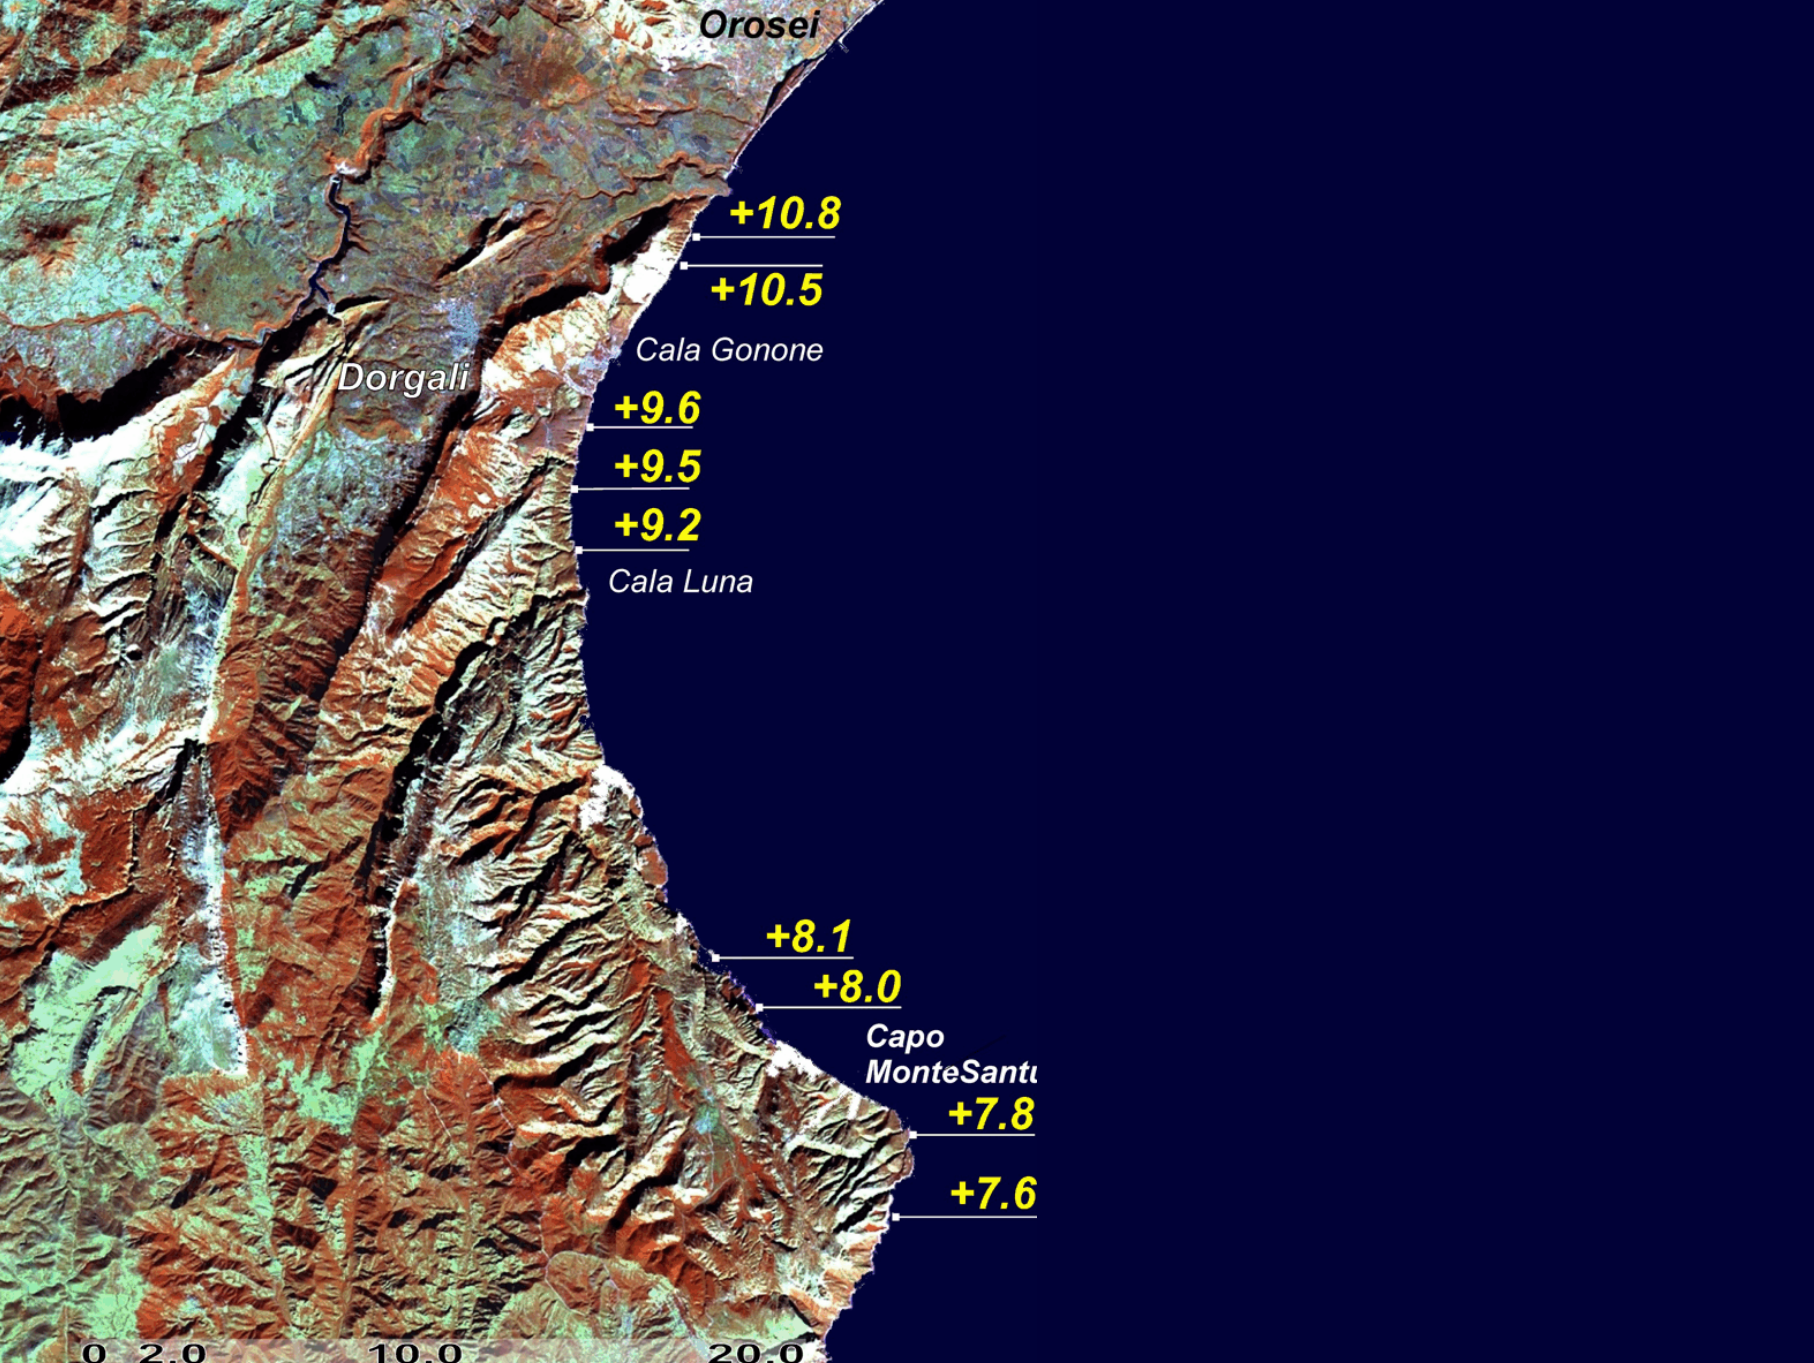 Orosei
+10.8
+10.5
Cala Gonone
Dorgali
+9.6
+9.5
+9.2
Cala Luna
+8.1
+8.0
Capo
MonteSantu
+7.8
+7.6
0 2.0 10.0 20.0